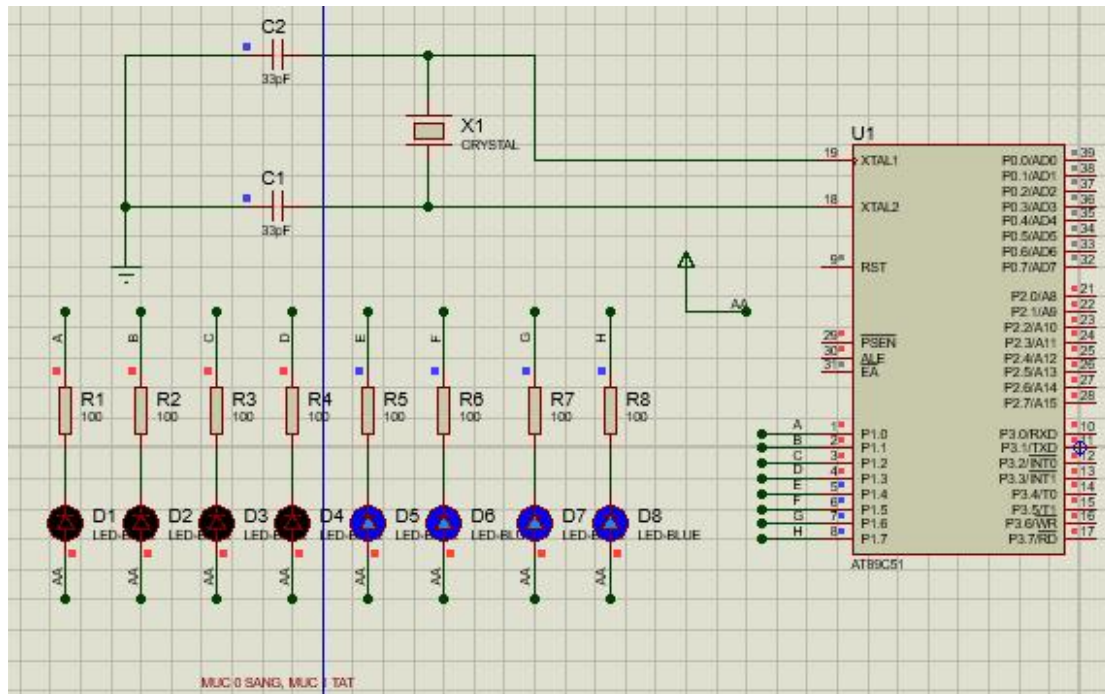 C2
33pF
X1
CRYSTAL
C1
33pF
U1
19 XTAL1
18 XTAL2
9 RST
29 PSEN
30 ALE
31 EA
1 P1.0
2 P1.1
3 P1.2
4 P1.3
5 P1.4
6 P1.5
7 P1.6
8 P1.7
P0.0/AD0 39
P0.1/AD1 38
P0.2/AD2 37
P0.3/AD3 36
P0.4/AD4 35
P0.5/AD5 34
P0.6/AD6 33
P0.7/AD7 32
P2.0/A8 21
P2.1/A9 22
P2.2/A10 23
P2.3/A11 24
P2.4/A12 25
P2.5/A13 26
P2.6/A14 27
P2.7/A15 28
P3.0/RXD 10
P3.1/TXD 11
P3.2/INT0 12
P3.3/INT1 13
P3.4/T0 14
P3.5/T1 15
P3.6/WR 16
P3.7/RD 17
AT89C51
AA
A B C D E F G H
R1 R2 R3 R4 R5 R6 R7 R8
100 100 100 100 100 100 100 100
D1 D2 D3 D4 D5 D6 D7 D8
LED-BLUE
AA AA AA AA AA AA AA AA
A
B
C
D
E
F
G
H
MUC 0 SANG, MUC 1 TAT